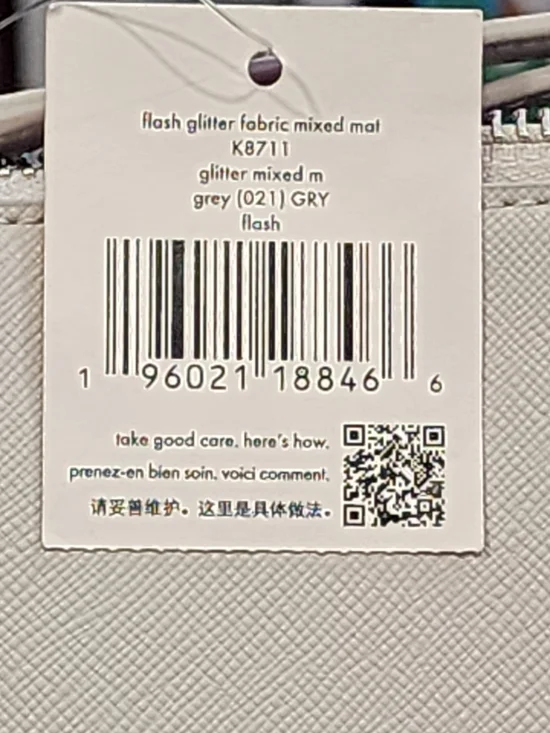 flash glitter fabric mixed mat
K8711
glitter mixed m
grey (021) GRY
flash
1 96021 18846 6
take good care. here's how.
prenez-en bien soin. voici comment.
请妥善维护。这里是具体做法。